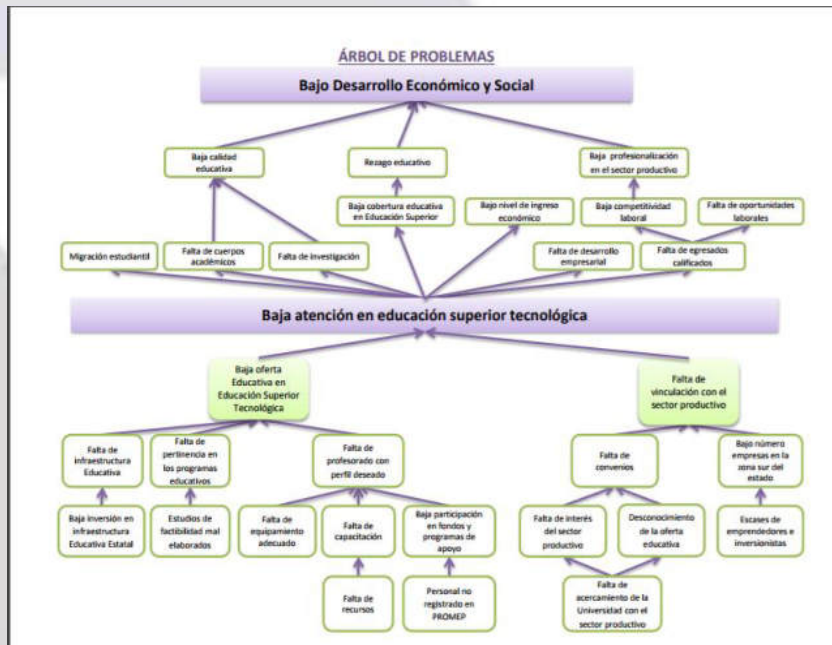 ÁRBOL DE PROBLEMAS
Bajo Desarrollo Económico y Social
Baja calidad
educativa
Rezago educativo
Baja profesionalización
en el sector productivo
Baja cobertura educativa
en Educación Superior
Bajo nivel de ingreso
económico
Baja competitividad
laboral
Falta de oportunidades
laborales
Migración estudiantil
Falta de cuerpos
académicos
Falta de investigación
Falta de desarrollo
empresarial
Falta de egresados
calificados
Baja atención en educación superior tecnológica
Baja oferta
Educativa en
Educación Superior
Tecnológica
Falta de
vinculación con el
sector productivo
Falta de
infraestructura
Educativa
Falta de
pertinencia en
los programas
educativos
Falta de
profesorado con
perfil deseado
Falta de
convenios
Bajo número
empresas en la
zona sur del
estado
Baja inversión en
infraestructura
Educativa Estatal
Estudios de
factibilidad mal
elaborados
Falta de
equipamiento
adecuado
Falta de
capacitación
Baja participación
en fondos y
programas de
apoyo
Falta de interés
del sector
productivo
Desconocimiento
de la oferta
educativa
Escases de
emprendedores e
inversionistas
Falta de
recursos
Personal no
registrado en
PROMEP
Falta de
acercamiento de la
Universidad con el
sector productivo